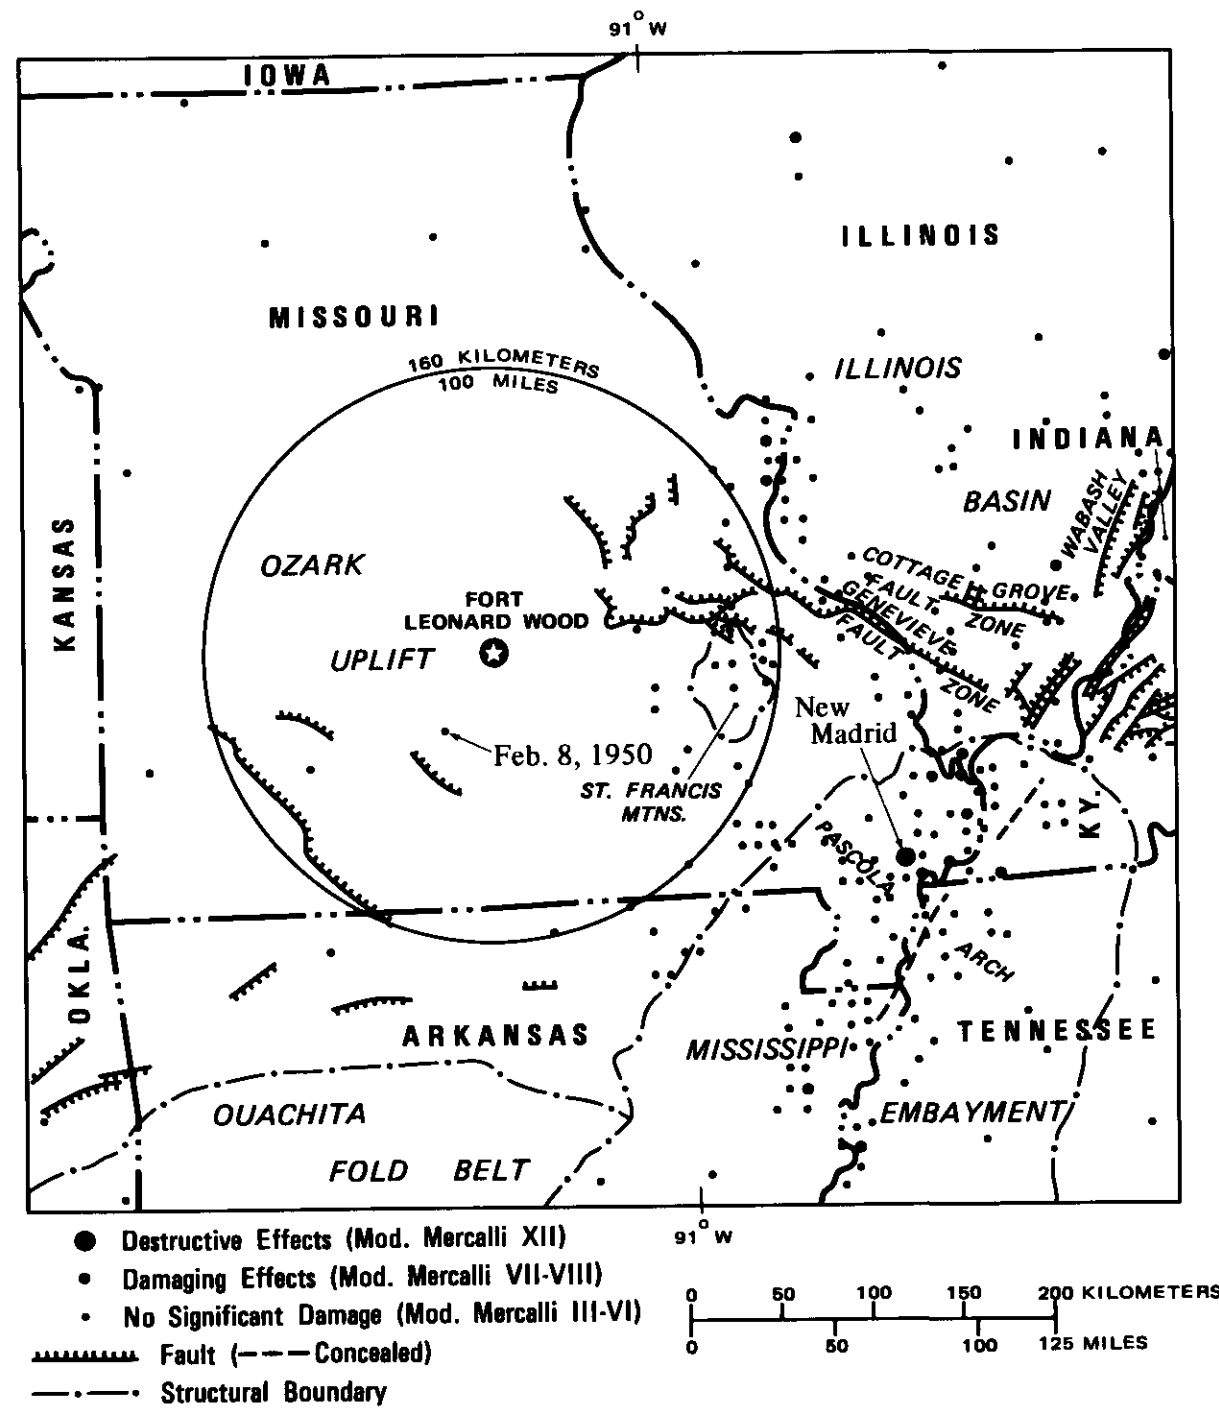 91° W
IOWA
ILLINOIS
MISSOURI
160 KILOMETERS
100 MILES
ILLINOIS
INDIANA
BASIN
WABASH
VALLEY
KANSAS
OZARK
COTTAGE GROVE
FAULT
ZONE
FORT
LEONARD WOOD
GENEVIEVE
FAULT
ZONE
UPLIFT
New
Madrid
Feb. 8, 1950
ST. FRANCIS
MTNS.
KY.
PASCOLA
ARCH
OKLA.
ARKANSAS
TENNESSEE
MISSISSIPPI
EMBAYMENT
OUACHITA
FOLD BELT
91° W
Destructive Effects (Mod. Mercalli XII)
Damaging Effects (Mod. Mercalli VII-VIII)
No Significant Damage (Mod. Mercalli III-VI)
Fault (---Concealed)
Structural Boundary
0 50 100 150 200 KILOMETERS
0 50 100 125 MILES